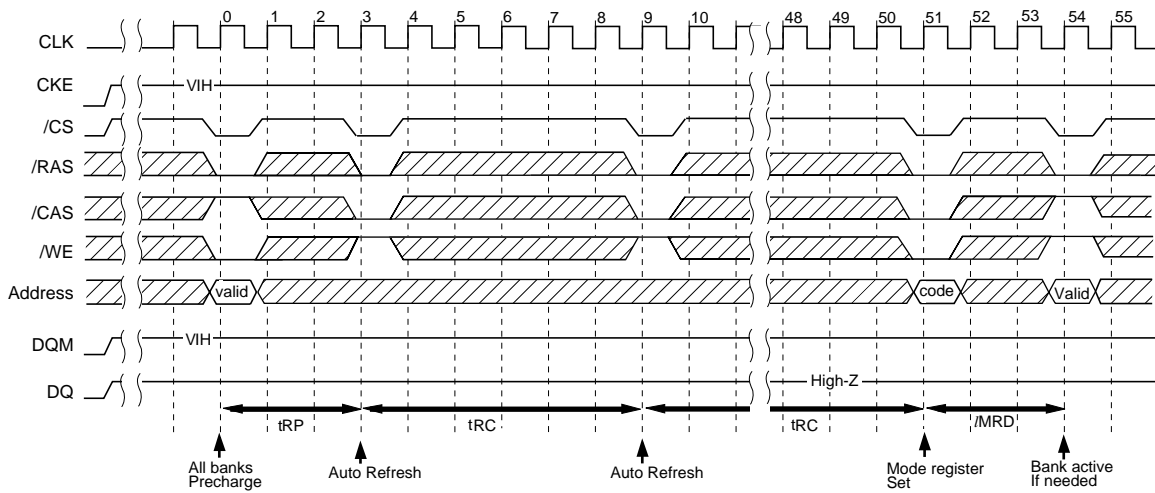 0 1 2 3 4 5 6 7 8 9 10 48 49 50 51 52 53 54 55
CLK
CKE VIH
/CS
/RAS
/CAS
/WE
Address valid code Valid
DQM VIH
DQ High-Z
tRP tRC tRC lMRD
All banks
Precharge
Auto Refresh
Auto Refresh
Mode register
Set
Bank active
If needed